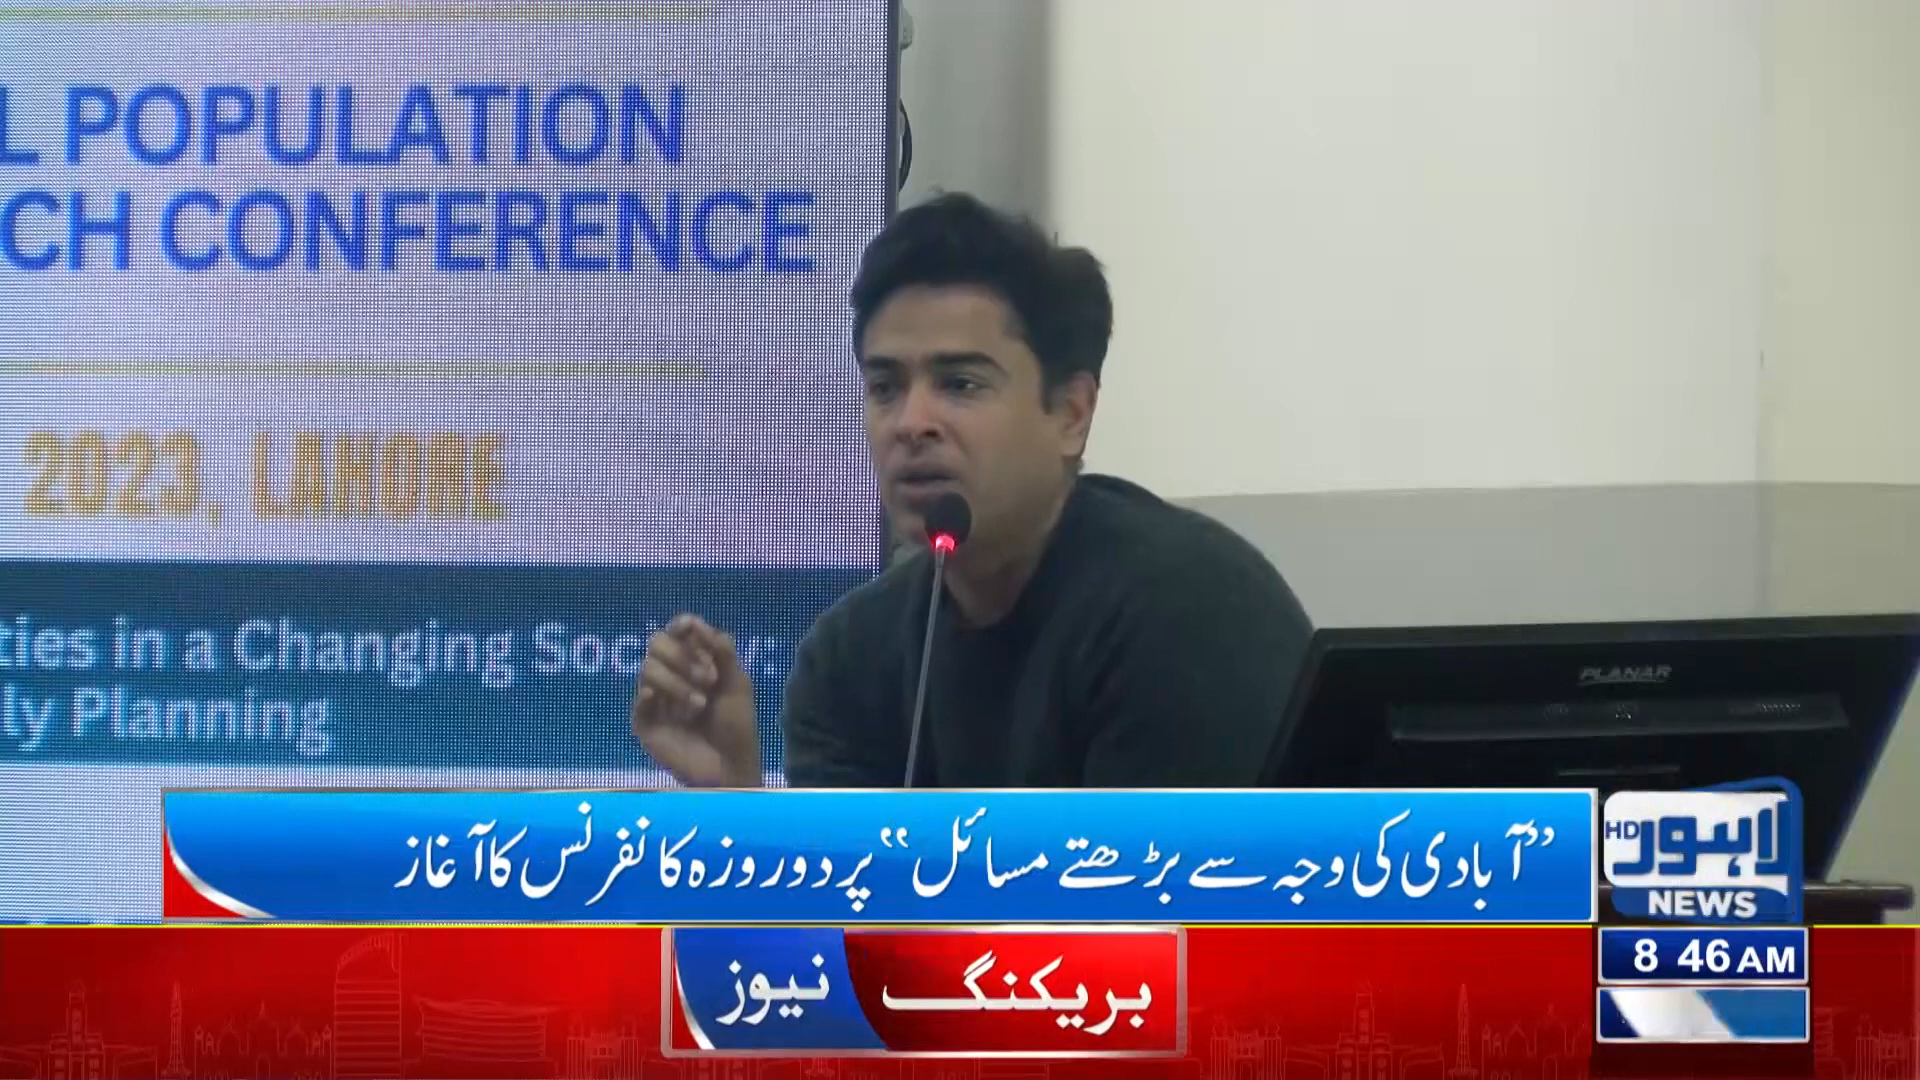 L POPULATION
CH CONFERENCE
2023, LAHORE
ties in a Changing Society:
ly Planning
PLANAR
”آبادی کی وجہ سے بڑھتے مسائل“ پر دو روزہ کانفرنس کا آغاز
لاہور HD
NEWS
8 46 AM
بریکنگ نیوز